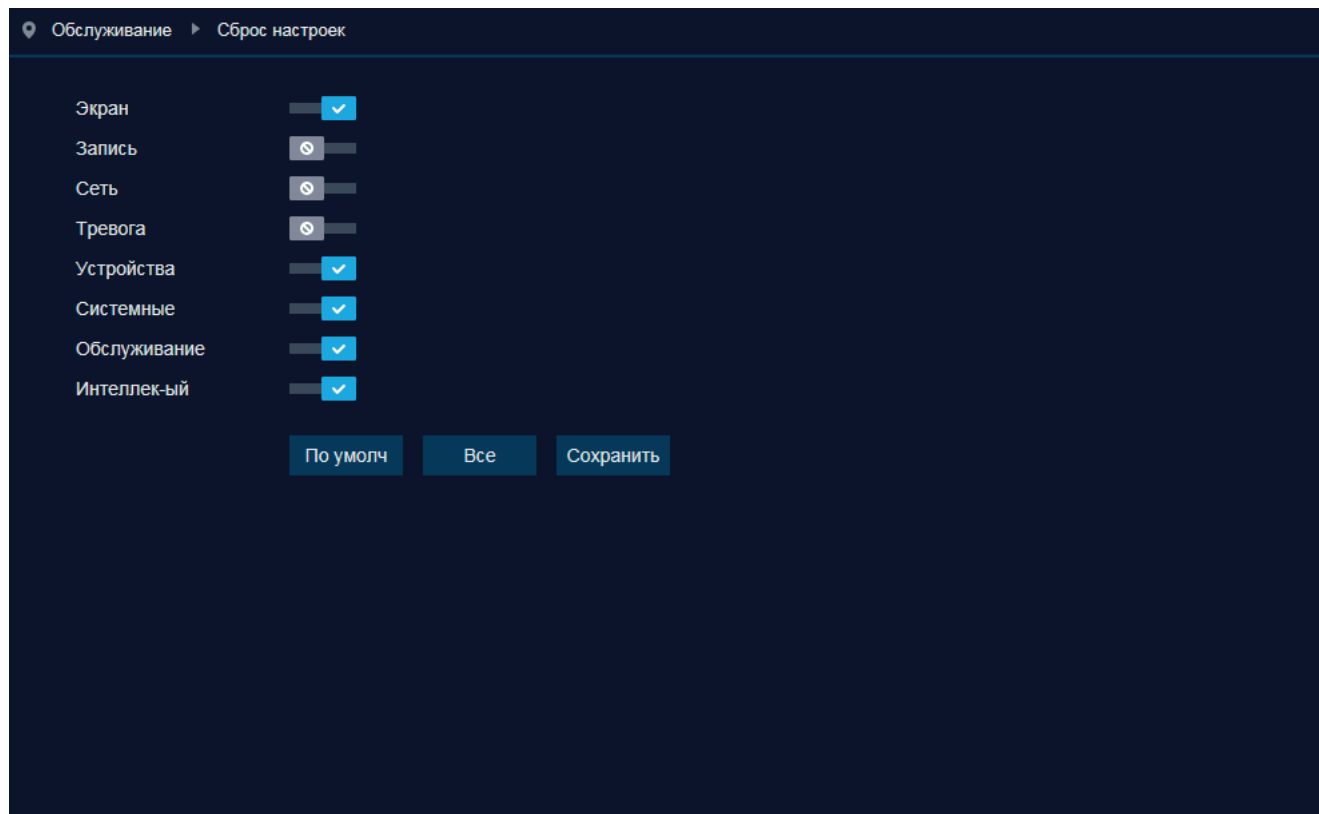 Обслуживание Сброс настроек
Экран
Запись
Сеть
Тревога
Устройства
Системные
Обслуживание
Интеллек-ый
По умолч Все Сохранить